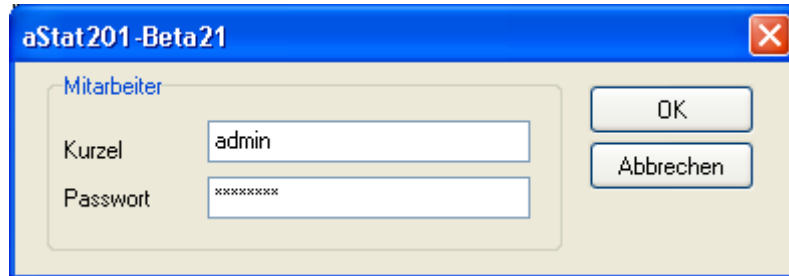 aStat201-Beta21
Mitarbeiter
Kurzel admin
Passwort ********
OK
Abbrechen